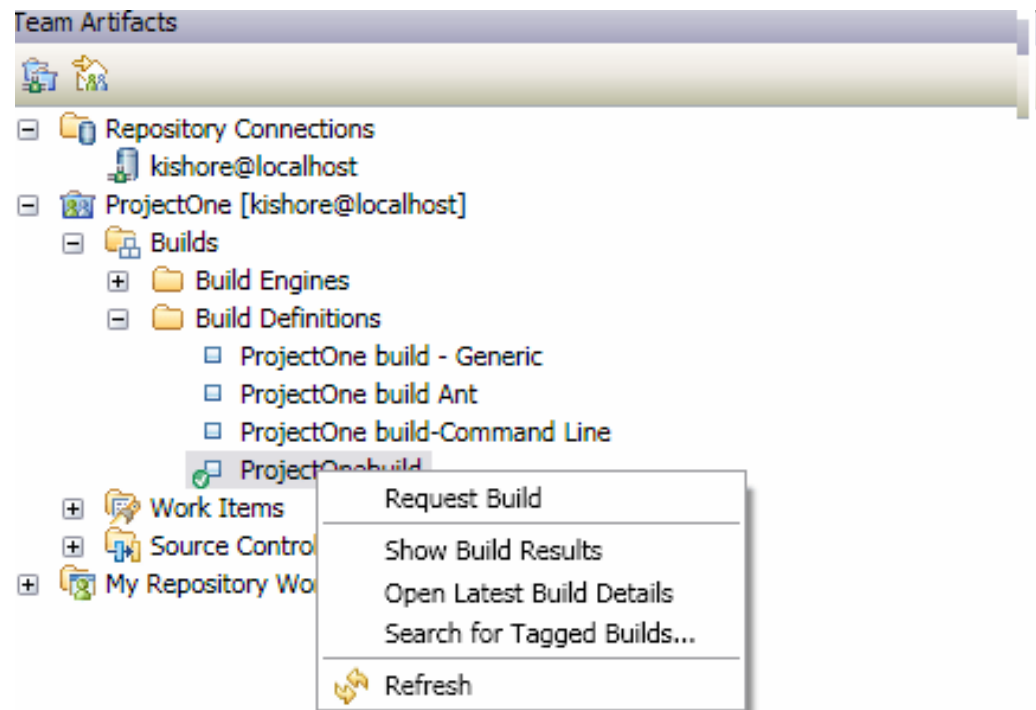 Team Artifacts
Repository Connections
kishore@localhost
ProjectOne [kishore@localhost]
Builds
Build Engines
Build Definitions
ProjectOne build - Generic
ProjectOne build Ant
ProjectOne build-Command Line
ProjectOnebuild
Work Items
Source Control
My Repository Wo
Request Build
Show Build Results
Open Latest Build Details
Search for Tagged Builds...
Refresh